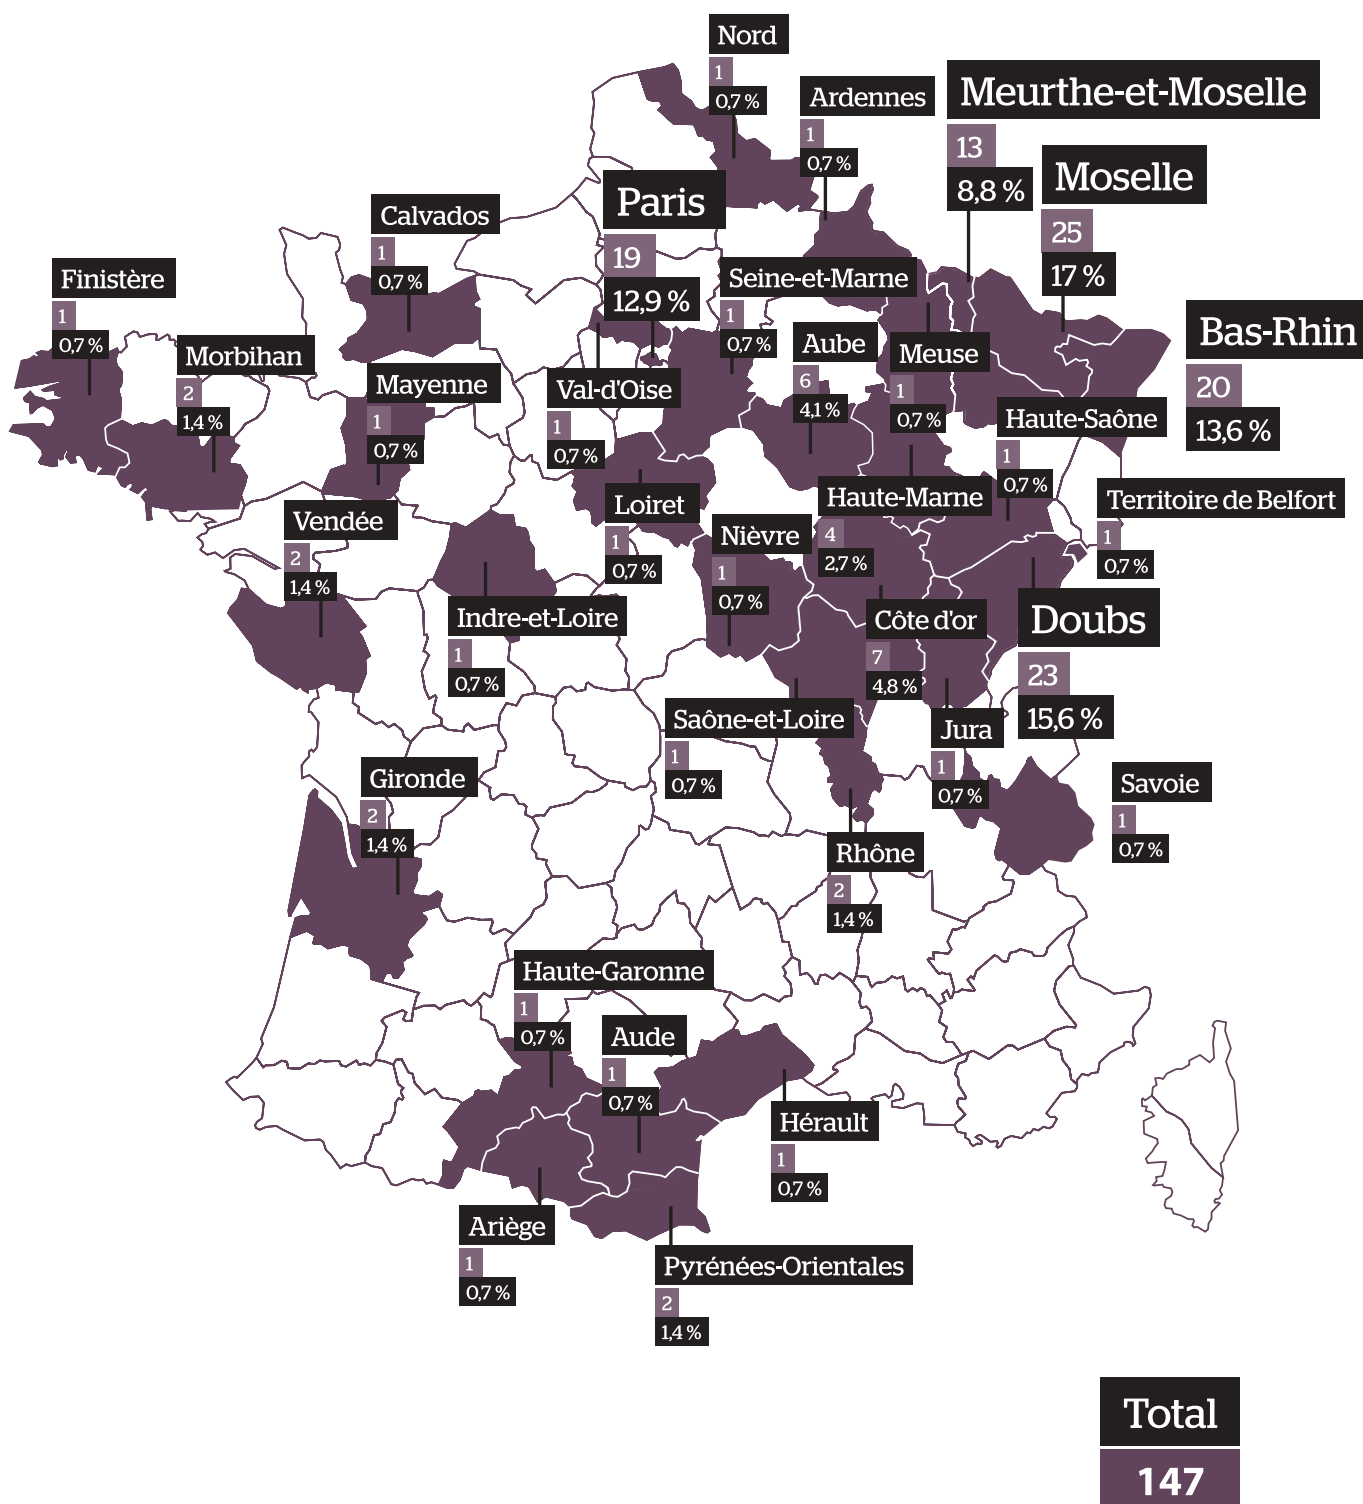 Nord
1
0,7 %
Ardennes
1
0,7 %
Meurthe-et-Moselle
13
8,8 %
Moselle
25
17 %
Paris
19
12,9 %
Calvados
1
0,7 %
Finistère
1
0,7 %
Seine-et-Marne
1
0,7 %
Bas-Rhin
20
13,6 %
Morbihan
2
1,4 %
Aube
6
4,1 %
Meuse
1
0,7 %
Mayenne
1
0,7 %
Val-d'Oise
1
0,7 %
Haute-Saône
1
0,7 %
Territoire de Belfort
1
0,7 %
Loiret
1
0,7 %
Haute-Marne
4
2,7 %
Vendée
2
1,4 %
Nièvre
1
0,7 %
Indre-et-Loire
1
0,7 %
Côte d'or
7
4,8 %
Doubs
23
15,6 %
Saône-et-Loire
1
0,7 %
Jura
1
0,7 %
Gironde
2
1,4 %
Savoie
1
0,7 %
Rhône
2
1,4 %
Haute-Garonne
1
0,7 %
Aude
1
0,7 %
Hérault
1
0,7 %
Ariège
1
0,7 %
Pyrénées-Orientales
2
1,4 %
Total
147